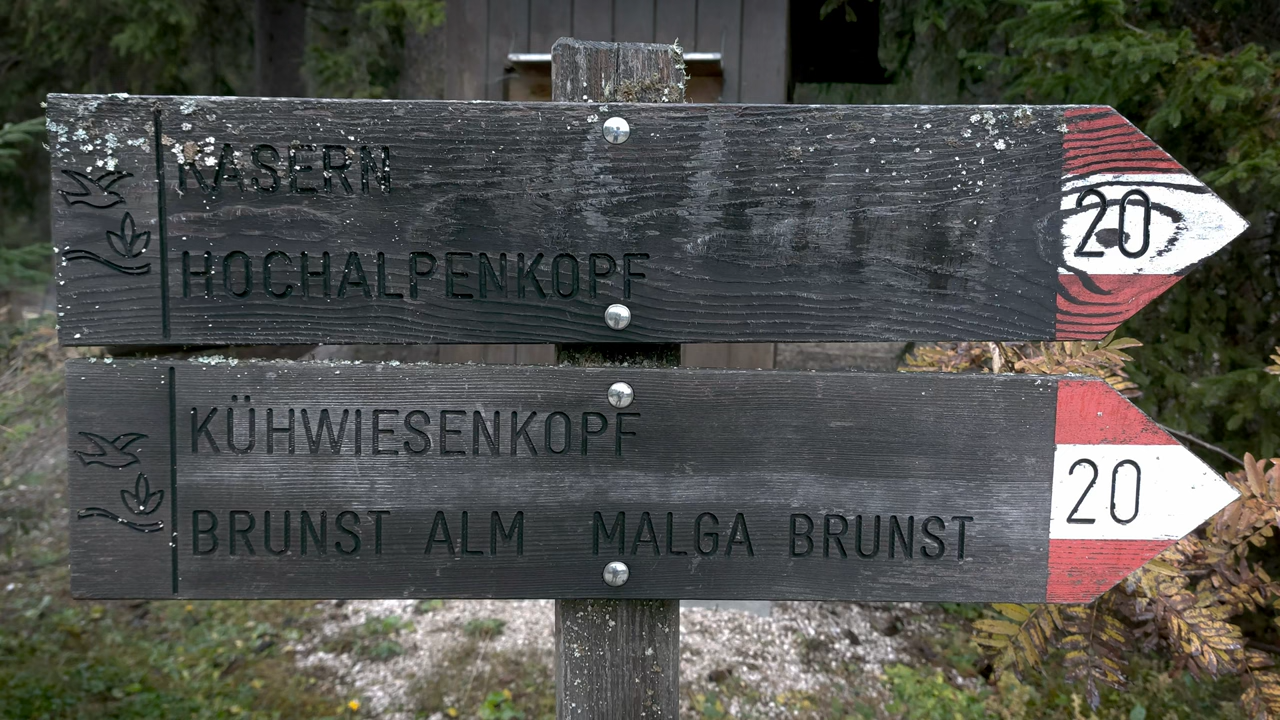 KASERN
HOCHALPENKOPF
20
KÜHWIESENKOPF
BRUNST ALM MALGA BRUNST
20